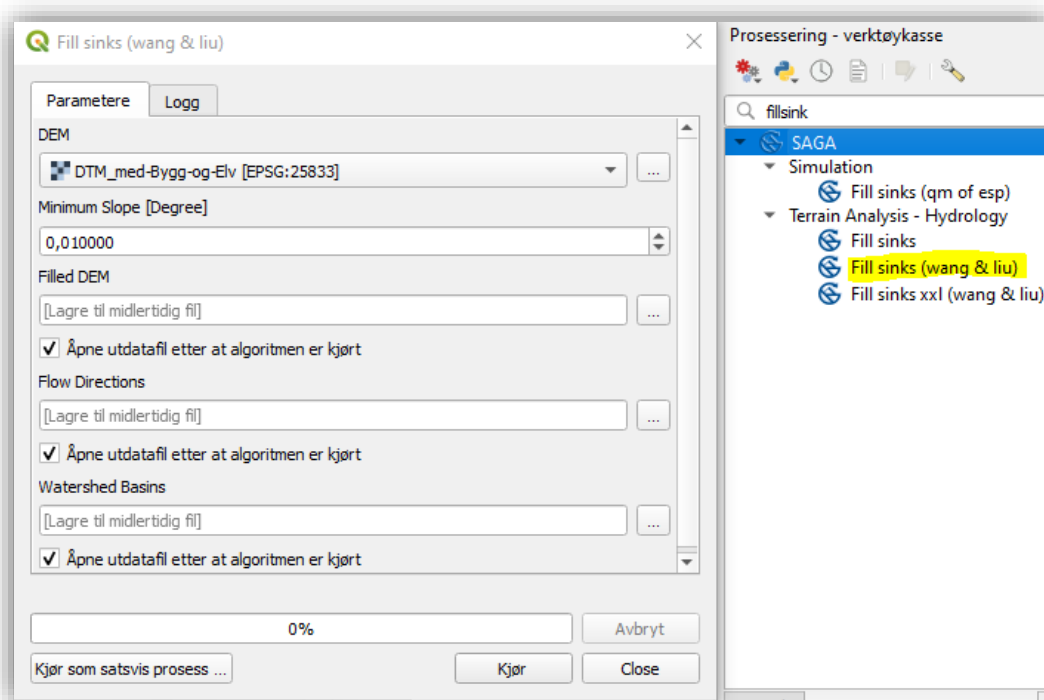 Fill sinks (wang & liu)
Parametere
Logg
DEM
DTM_med-Bygg-og-Elv [EPSG:25833]
...
Minimum Slope [Degree]
0,010000
Filled DEM
[Lagre til midlertidig fil]
...
Åpne utdatafil etter at algoritmen er kjørt
Flow Directions
[Lagre til midlertidig fil]
...
Åpne utdatafil etter at algoritmen er kjørt
Watershed Basins
[Lagre til midlertidig fil]
...
Åpne utdatafil etter at algoritmen er kjørt
0%
Avbryt
Kjør som satsvis prosess ...
Kjør
Close
Prosessering - verktøykasse
fillsink
SAGA
Simulation
Fill sinks (qm of esp)
Terrain Analysis - Hydrology
Fill sinks
Fill sinks (wang & liu)
Fill sinks xxl (wang & liu)